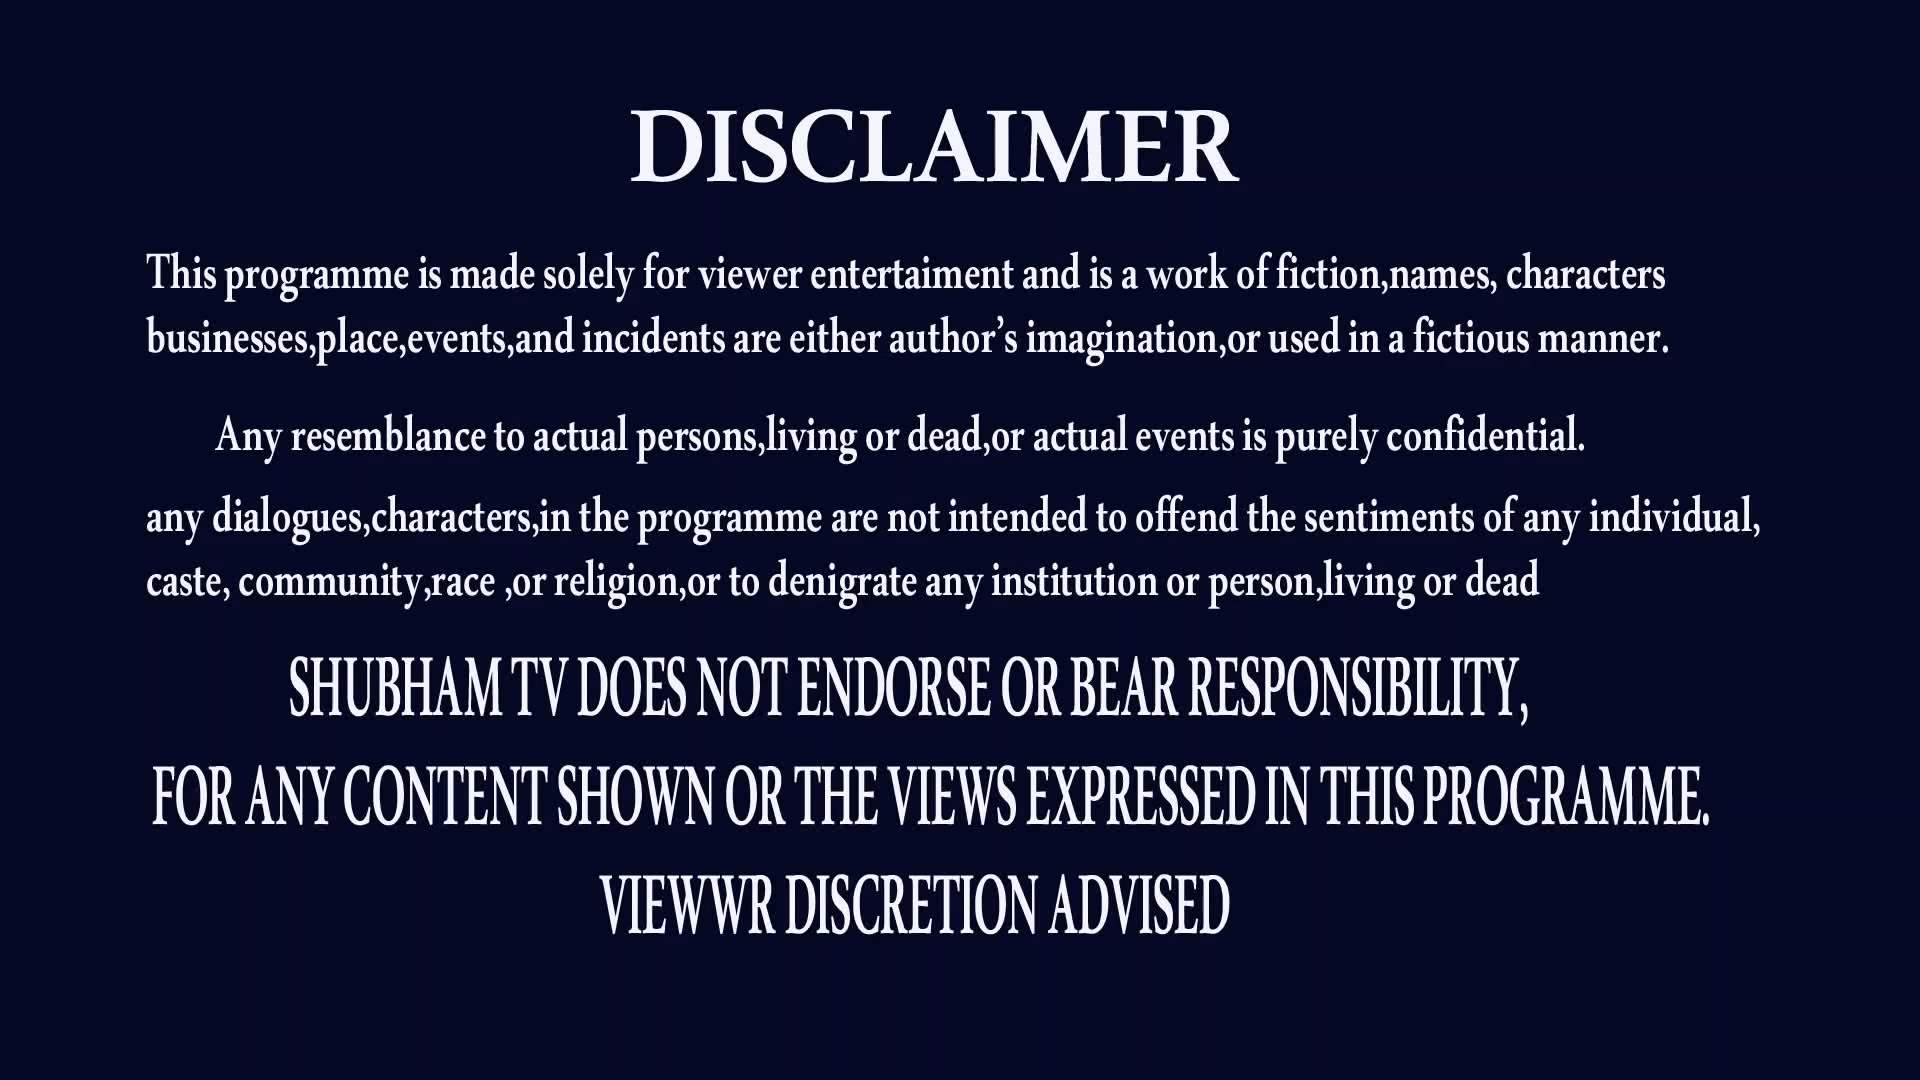 DISCLAIMER
This programme is made solely for viewer entertaiment and is a work of fiction,names, characters
businesses,place,events,and incidents are either author’s imagination,or used in a fictious manner.
Any resemblance to actual persons,living or dead,or actual events is purely confidential.
any dialogues,characters,in the programme are not intended to offend the sentiments of any individual,
caste, community,race ,or religion,or to denigrate any institution or person,living or dead
SHUBHAM TV DOES NOT ENDORSE OR BEAR RESPONSIBILITY,
FOR ANY CONTENT SHOWN OR THE VIEWS EXPRESSED IN THIS PROGRAMME.
VIEWWR DISCRETION ADVISED